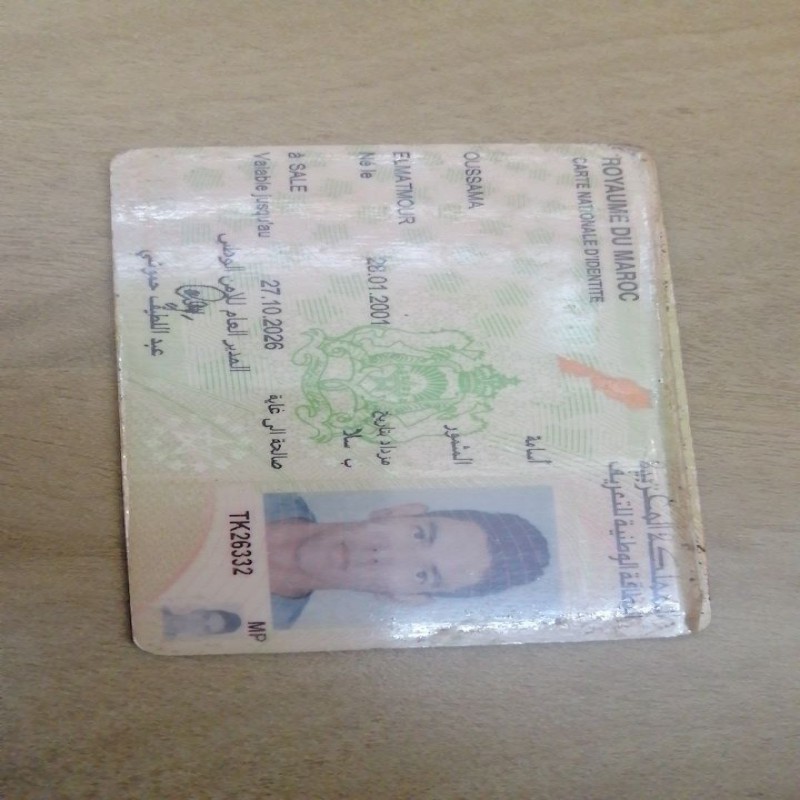 ROYAUME DU MAROC
المملكة المغربية
CARTE NATIONALE D'IDENTITE
البطاقة الوطنية للتعريف
أسامة
OUSSAMA
ELMATMOUR
Né le 28.01.2001 مزداد بتاريخ
à SALE ب سلا
Valable jusqu'au 27.10.2026 صالحة الى غاية
المدير العام للأمن الوطني
عبد اللطيف حموشي
TK26332
MP